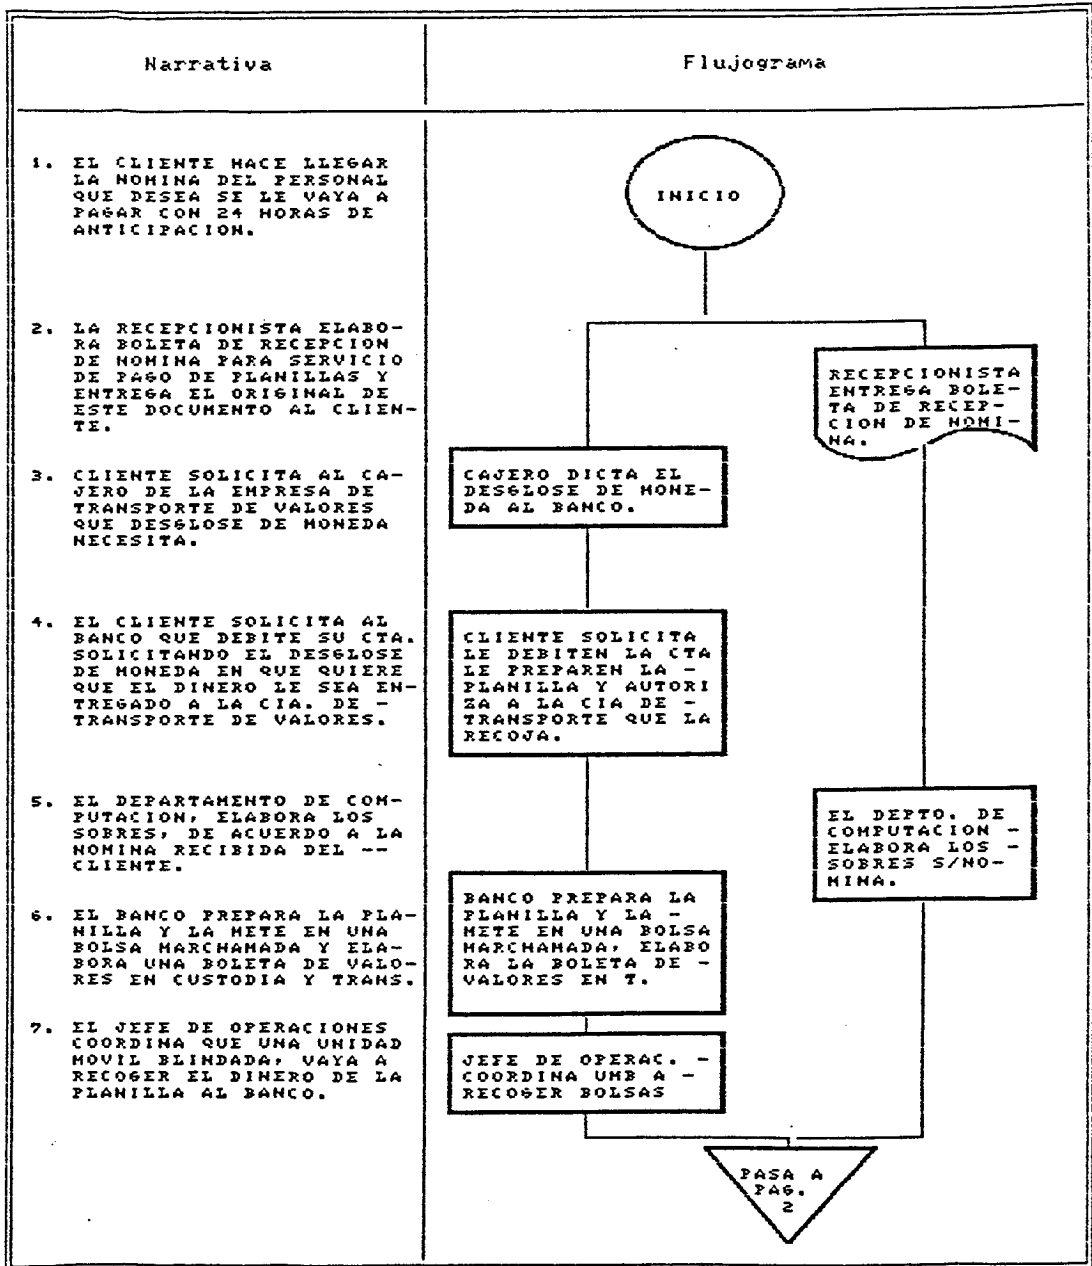 Narrativa
Flujograma
1. EL CLIENTE HACE LLEGAR
LA NOMINA DEL PERSONAL
QUE DESEA SE LE VAYA A
PAGAR CON 24 HORAS DE
ANTICIPACION.
2. LA RECEPCIONISTA ELABO-
RA BOLETA DE RECEPCION
DE NOMINA PARA SERVICIO
DE PAGO DE PLANILLAS Y
ENTREGA EL ORIGINAL DE
ESTE DOCUMENTO AL CLIEN-
TE.
3. CLIENTE SOLICITA AL CA-
JERO DE LA EMPRESA DE
TRANSPORTE DE VALORES
QUE DESGLOSE DE MONEDA
NECESITA.
4. EL CLIENTE SOLICITA AL
BANCO QUE DEBITE SU CTA.
SOLICITANDO EL DESGLOSE
DE MONEDA EN QUE QUIERE
QUE EL DINERO LE SEA EN-
TREGADO A LA CIA. DE -
TRANSPORTE DE VALORES.
5. EL DEPARTAMENTO DE COM-
PUTACION, ELABORA LOS
SOBRES, DE ACUERDO A LA
NOMINA RECIBIDA DEL --
CLIENTE.
6. EL BANCO PREPARA LA PLA-
NILLA Y LA METE EN UNA
BOLSA MARCHAMADA Y ELA-
BORA UNA BOLETA DE VALO-
RES EN CUSTODIA Y TRANS.
7. EL JEFE DE OPERACIONES
COORDINA QUE UNA UNIDAD
MOVIL BLINDADA, VAYA A
RECOGER EL DINERO DE LA
PLANILLA AL BANCO.
INICIO
RECEPCIONISTA
ENTREGA BOLE-
TA DE RECEP-
CION DE NOMI-
NA.
CAJERO DICTA EL
DESGLOSE DE MONE-
DA AL BANCO.
CLIENTE SOLICITA
LE DEBITEN LA CTA
LE PREPAREN LA -
PLANILLA Y AUTORI
ZA A LA CIA DE -
TRANSPORTE QUE LA
RECOJA.
EL DEPTO. DE
COMPUTACION -
ELABORA LOS -
SOBRES S/NO-
MINA.
BANCO PREPARA LA
PLANILLA Y LA -
METE EN UNA BOLSA
MARCHAMADA, ELABO
RA LA BOLETA DE -
VALORES EN T.
JEFE DE OPERAC. -
COORDINA UMB A -
RECOGER BOLSAS
PASA A
PAG.
2